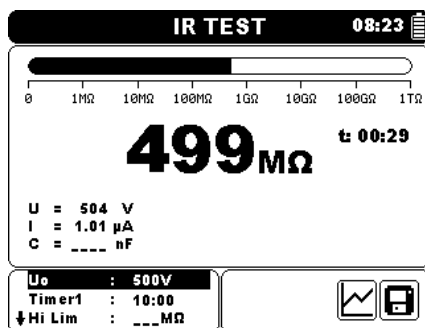 IR TEST 08:23
0 1MΩ 10MΩ 100MΩ 1GΩ 10GΩ 100GΩ 1TΩ
499MΩ t: 00:29
U = 504 V
I = 1.01 µA
C = ____ nF
Uo : 500V
Timer1 : 10:00
Hi Lim : ___MΩ